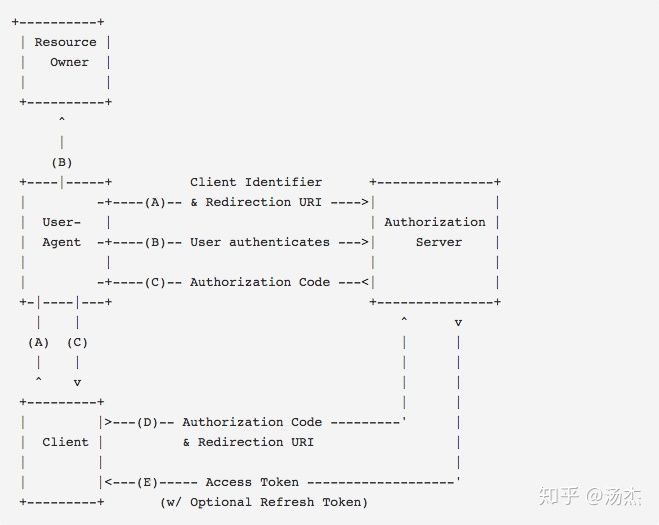 +----------+
| Resource |
|   Owner  |
|          |
+----------+
     ^
     |
    (B)
+----|-----+          Client Identifier      +---------------+
|         -+----(A)-- & Redirection URI ---->|               |
|  User-   |                                 | Authorization |
|  Agent  -+----(B)-- User authenticates --->|     Server    |
|          |                                 |               |
|         -+----(C)-- Authorization Code ---<|               |
+-|----|---+                                 +---------------+
  |    |                                         ^      v
 (A)  (C)                                        |      |
  |    |                                         |      |
  ^    v                                         |      |
+---------+                                      |      |
|         |>---(D)-- Authorization Code ---------'      |
|  Client |          & Redirection URI                  |
|         |                                             |
|         |<---(E)----- Access Token -------------------'
+---------+       (w/ Optional Refresh Token)
知乎 @汤杰